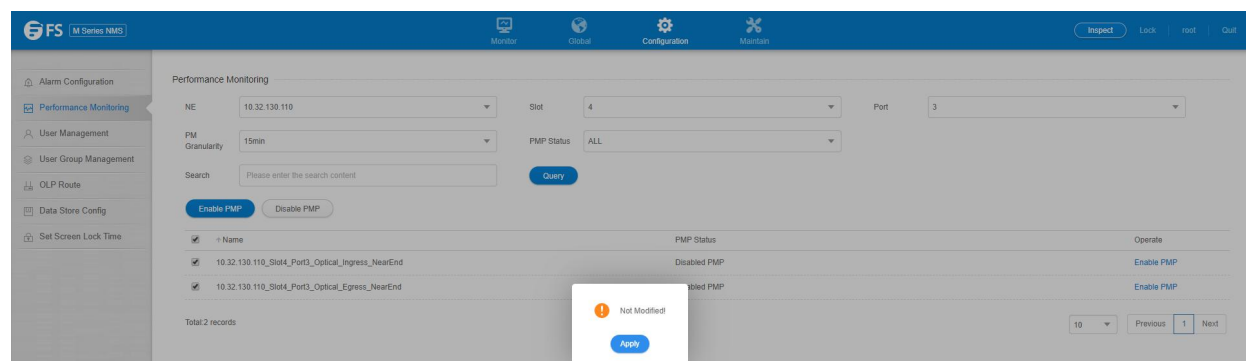 FS M Series NMS Monitor Global Configuration Maintain Inspect Lock root Quit
Alarm Configuration
Performance Monitoring
User Management
User Group Management
OLP Route
Data Store Config
Set Screen Lock Time
Performance Monitoring
NE 10.32.130.110 Slot 4 Port 3
PM Granularity 15min PMP Status ALL
Search Please enter the search content Query
Enable PMP Disable PMP
+Name PMP Status Operate
10.32.130.110_Slot4_Port3_Optical_Ingress_NearEnd Disabled PMP Enable PMP
10.32.130.110_Slot4_Port3_Optical_Egress_NearEnd abled PMP Enable PMP
Not Modified!
Apply
Total:2 records 10 Previous 1 Next